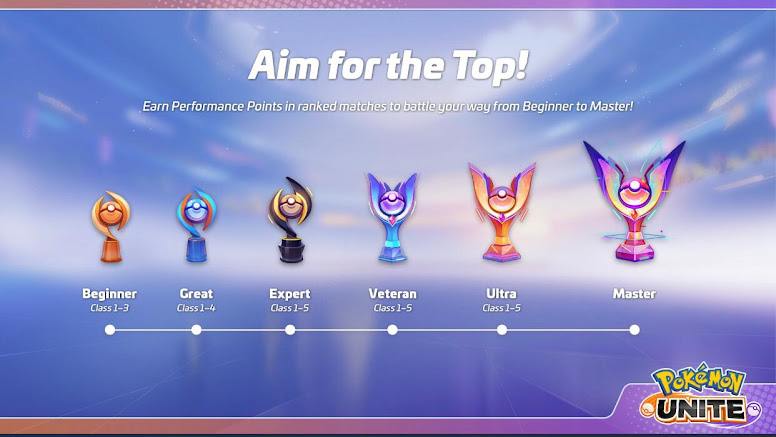 Aim for the Top!
Earn Performance Points in ranked matches to battle your way from Beginner to Master!
Beginner
Class 1–3
Great
Class 1–4
Expert
Class 1–5
Veteran
Class 1–5
Ultra
Class 1–5
Master
POKÉMON
UNITE